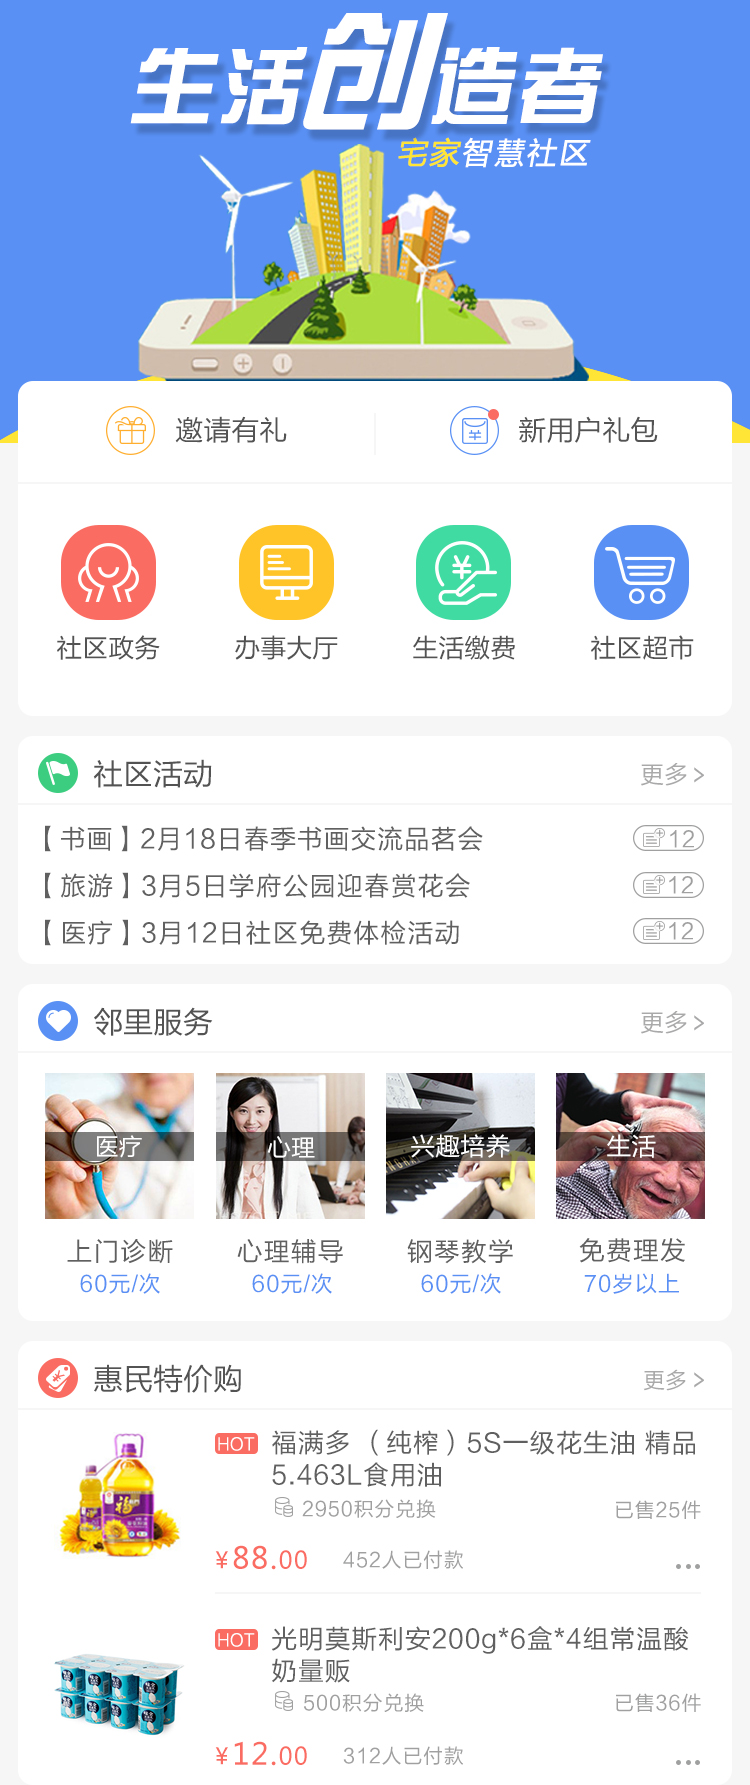 生活创造者
宅家智慧社区
邀请有礼
新用户礼包
社区政务
办事大厅
生活缴费
社区超市
社区活动
更多 >
【书画】2月18日春季书画交流品茗会
12
【旅游】3月5日学府公园迎春赏花会
12
【医疗】3月12日社区免费体检活动
12
邻里服务
更多 >
医疗
心理
兴趣培养
生活
上门诊断
心理辅导
钢琴教学
免费理发
60元/次
60元/次
60元/次
70岁以上
惠民特价购
更多 >
HOT 福满多（纯榨）5S一级花生油 精品
5.463L食用油
2950积分兑换
已售25件
¥88.00
452人已付款
...
HOT 光明莫斯利安200g*6盒*4组常温酸
奶量贩
500积分兑换
已售36件
¥12.00
312人已付款
...